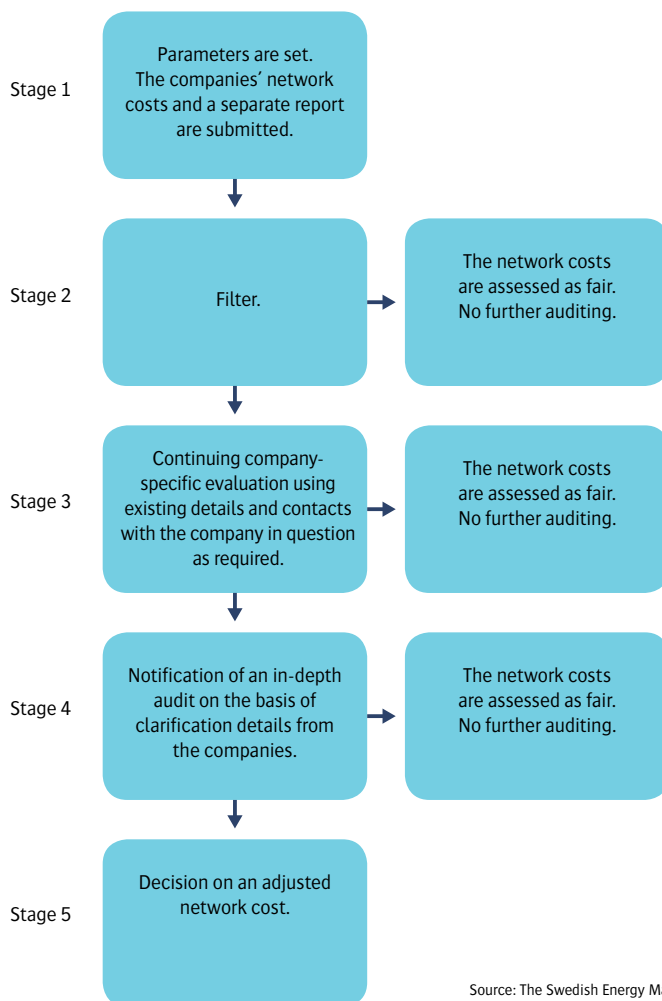 Stage 1
Parameters are set.
The companies´ network
costs and a separate report
are submitted.
Stage 2
Filter.
The network costs
are assessed as fair.
No further auditing.
Stage 3
Continuing company-
specific evaluation using
existing details and contacts
with the company in question
as required.
The network costs
are assessed as fair.
No further auditing.
Stage 4
Notification of an in-depth
audit on the basis of
clarification details from
the companies.
The network costs
are assessed as fair.
No further auditing.
Stage 5
Decision on an adjusted
network cost.
Source: The Swedish Energy